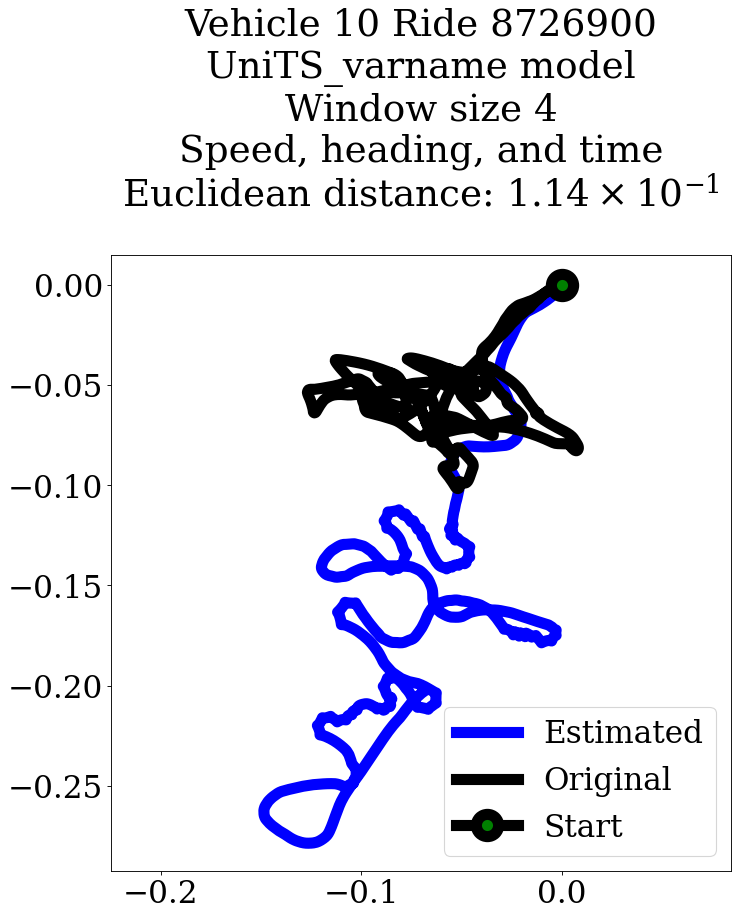 Vehicle 10 Ride 8726900
UniTS_varname model
Window size 4
Speed, heading, and time
Euclidean distance: 1.14 × 10⁻¹
0.00
−0.05
−0.10
−0.15
−0.20
−0.25
Estimated
Original
Start
−0.2
−0.1
0.0